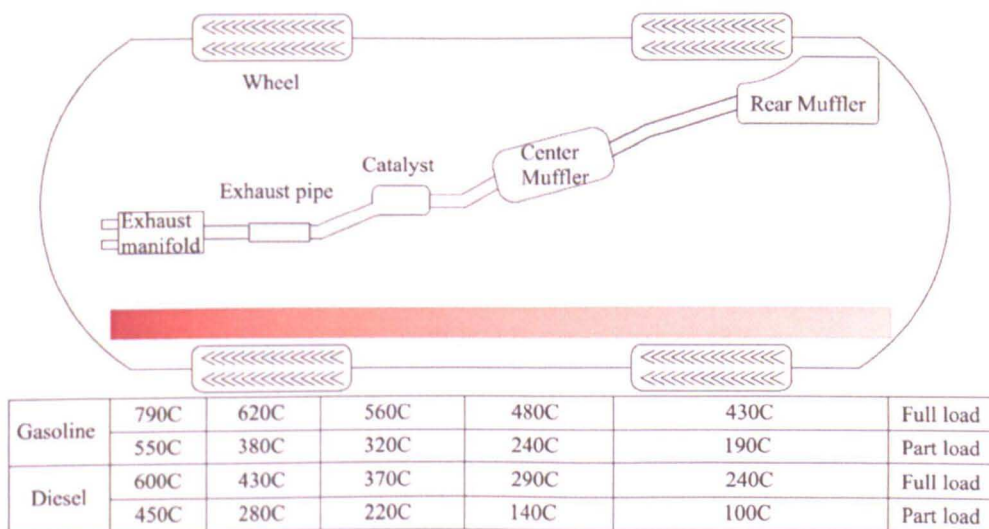 Wheel
Rear Muffler
Center
Muffler
Catalyst
Exhaust pipe
Exhaust
manifold
Gasoline 790C 620C 560C 480C 430C Full load
550C 380C 320C 240C 190C Part load
Diesel 600C 430C 370C 290C 240C Full load
450C 280C 220C 140C 100C Part load